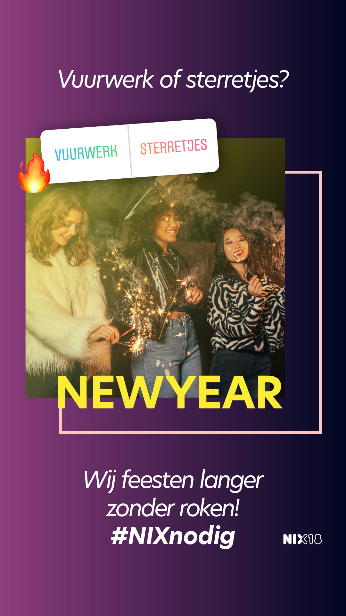 Vuurwerk of sterretjes?
VUURWERK
STERRETJES
NEWYEAR
Wij feesten langer
zonder roken!
#NIXnodig
NIX18